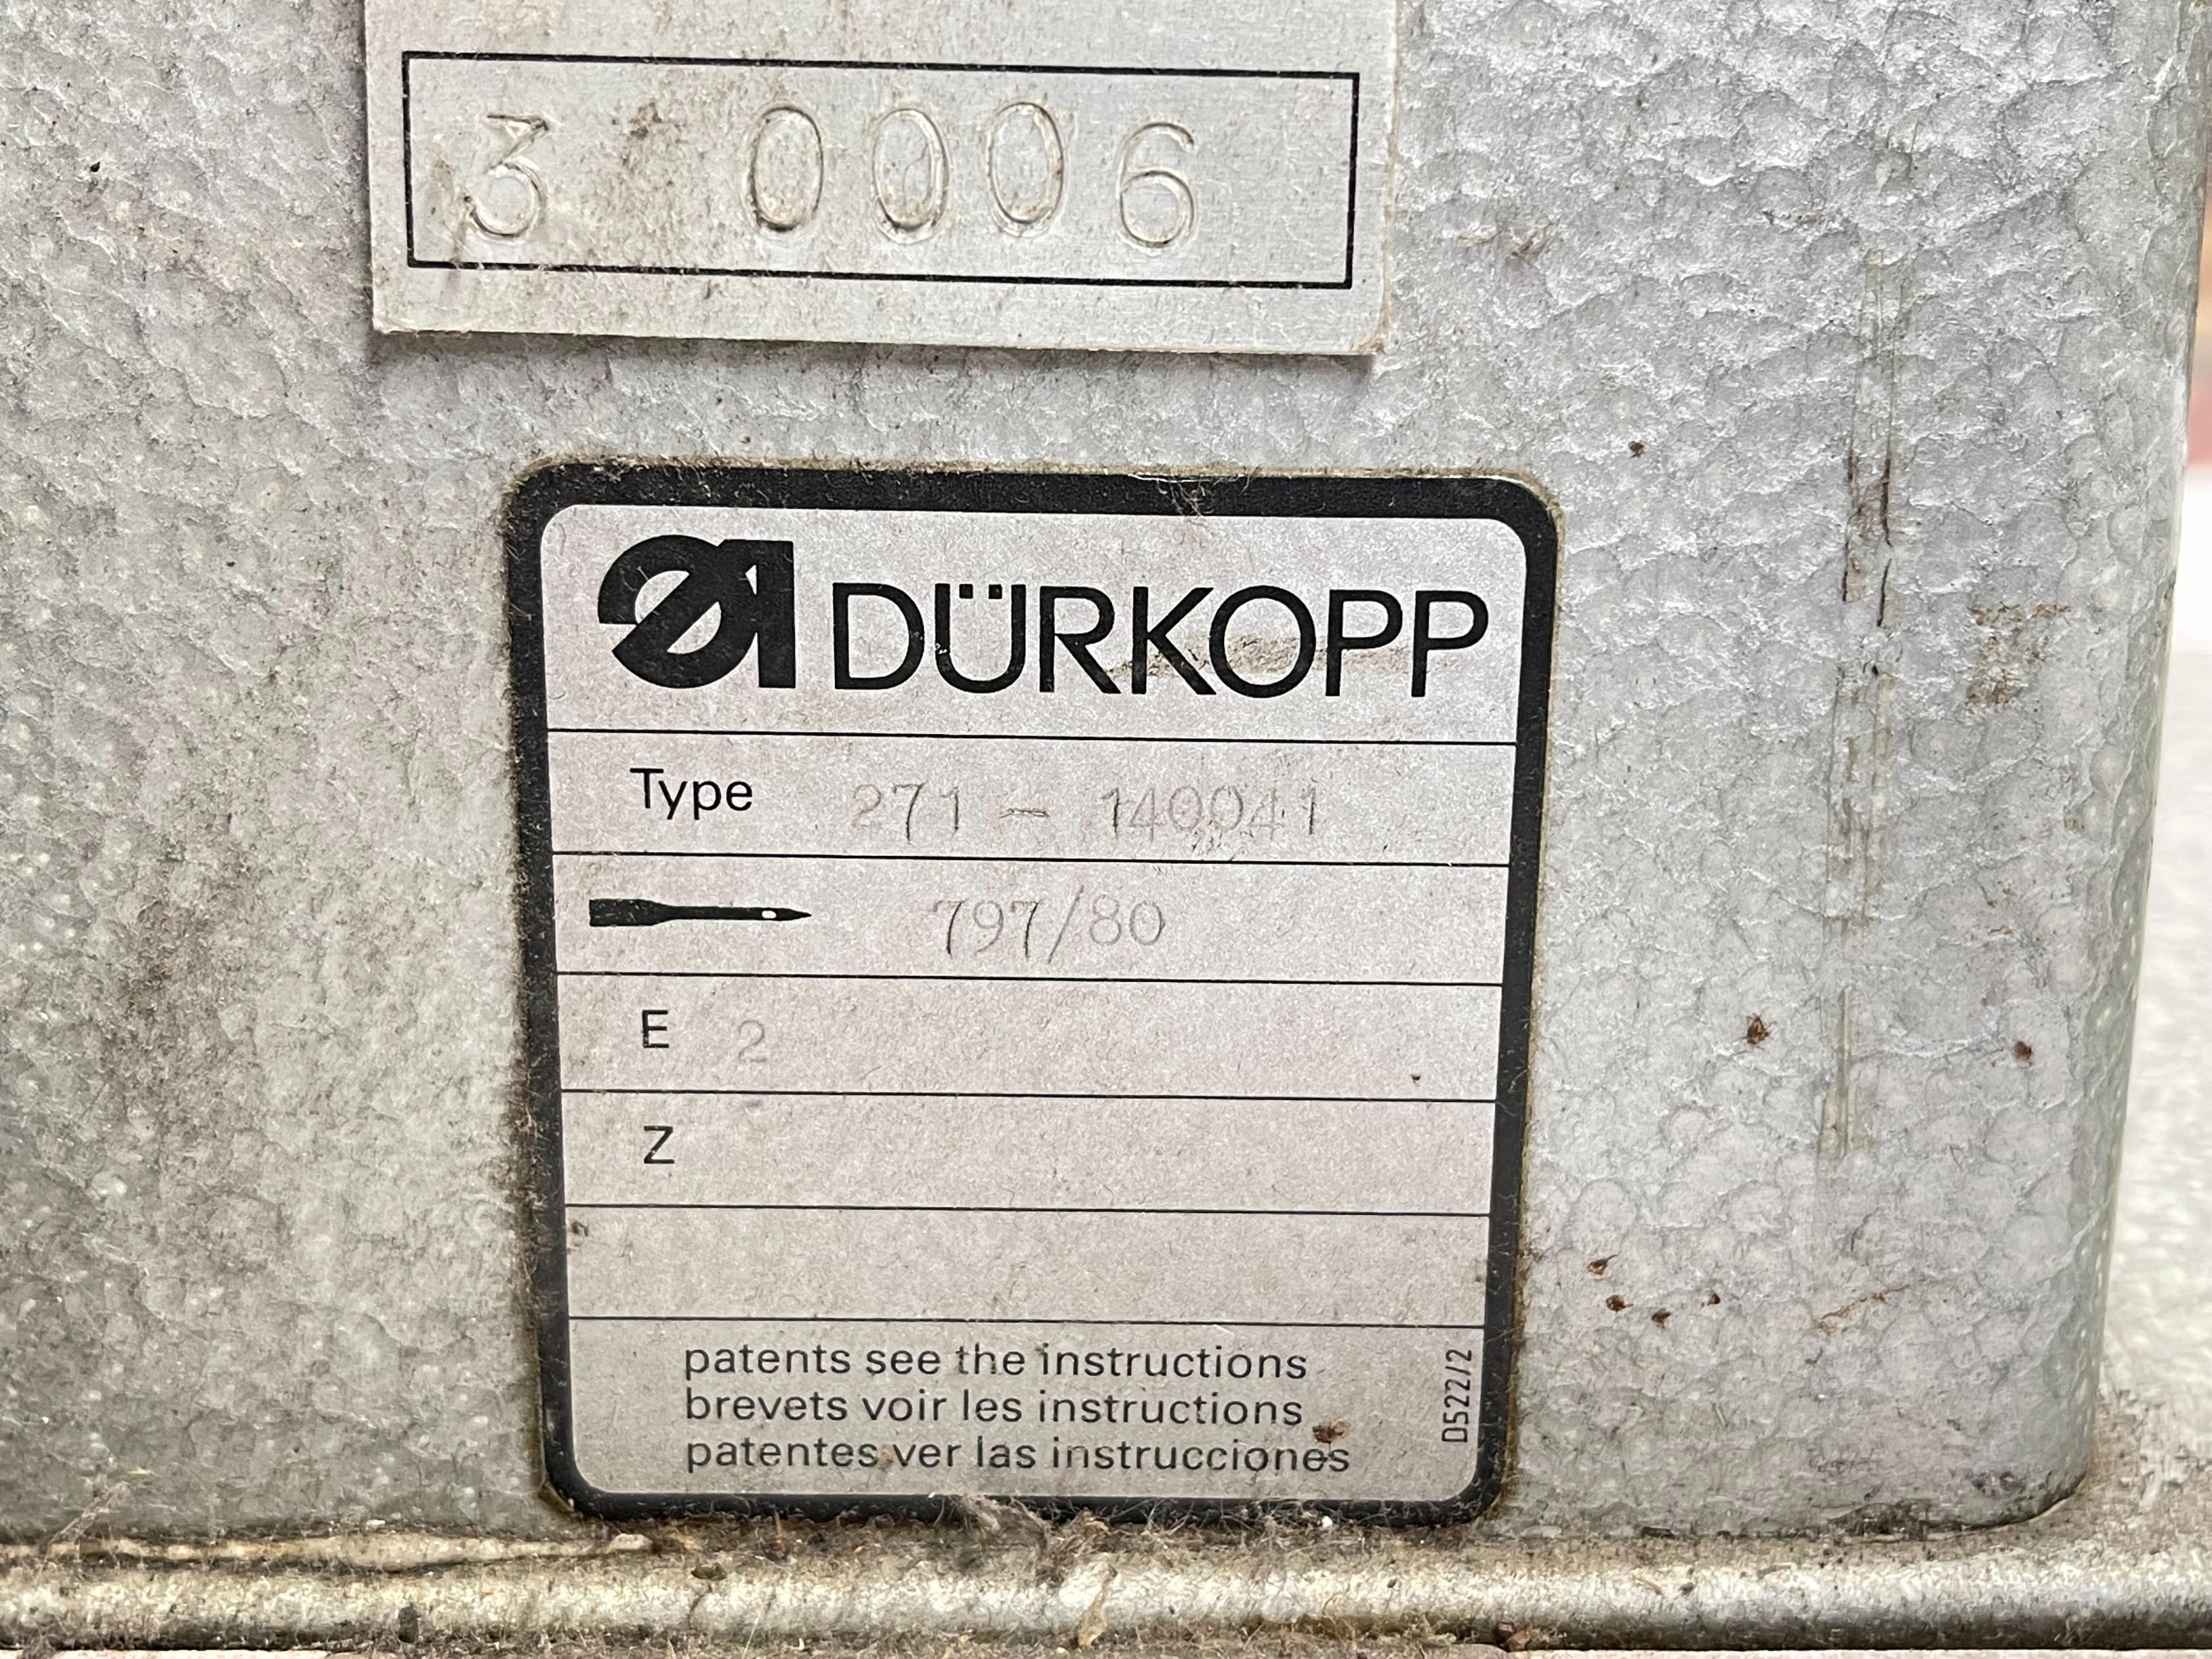 3 0006
DÜRKOPP
Type 271 - 140041
797/80
E 2
Z
patents see the instructions
brevets voir les instructions
patentes ver las instrucciones
D522/2